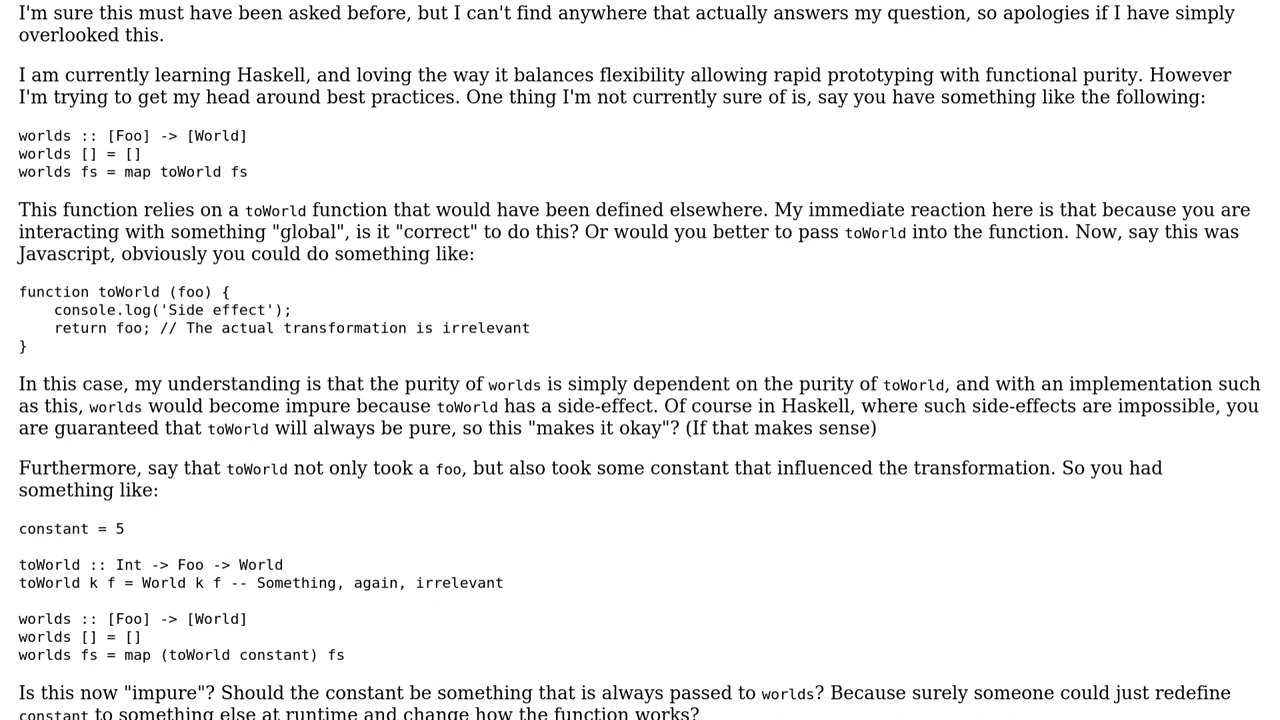 I'm sure this must have been asked before, but I can't find anywhere that actually answers my question, so apologies if I have simply
overlooked this.
I am currently learning Haskell, and loving the way it balances flexibility allowing rapid prototyping with functional purity. However
I'm trying to get my head around best practices. One thing I'm not currently sure of is, say you have something like the following:
worlds :: [Foo] -> [World]
worlds [] = []
worlds fs = map toWorld fs
This function relies on a toWorld function that would have been defined elsewhere. My immediate reaction here is that because you are
interacting with something "global", is it "correct" to do this? Or would you better to pass toWorld into the function. Now, say this was
Javascript, obviously you could do something like:
function toWorld (foo) {
    console.log('Side effect');
    return foo; // The actual transformation is irrelevant
}
In this case, my understanding is that the purity of worlds is simply dependent on the purity of toWorld, and with an implementation such
as this, worlds would become impure because toWorld has a side-effect. Of course in Haskell, where such side-effects are impossible, you
are guaranteed that toWorld will always be pure, so this "makes it okay"? (If that makes sense)
Furthermore, say that toWorld not only took a foo, but also took some constant that influenced the transformation. So you had
something like:
constant = 5
toWorld :: Int -> Foo -> World
toWorld k f = World k f -- Something, again, irrelevant
worlds :: [Foo] -> [World]
worlds [] = []
worlds fs = map (toWorld constant) fs
Is this now "impure"? Should the constant be something that is always passed to worlds? Because surely someone could just redefine
constant to something else at runtime and change how the function works?